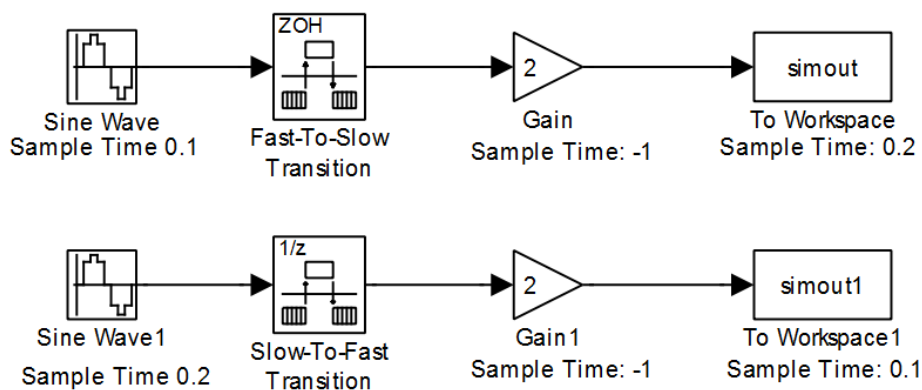 ZOH
2
simout
Sine Wave
Sample Time 0.1
Fast-To-Slow
Transition
Gain
Sample Time: -1
To Workspace
Sample Time: 0.2
1/z
2
simout1
Sine Wave1
Sample Time 0.2
Slow-To-Fast
Transition
Gain1
Sample Time: -1
To Workspace1
Sample Time: 0.1